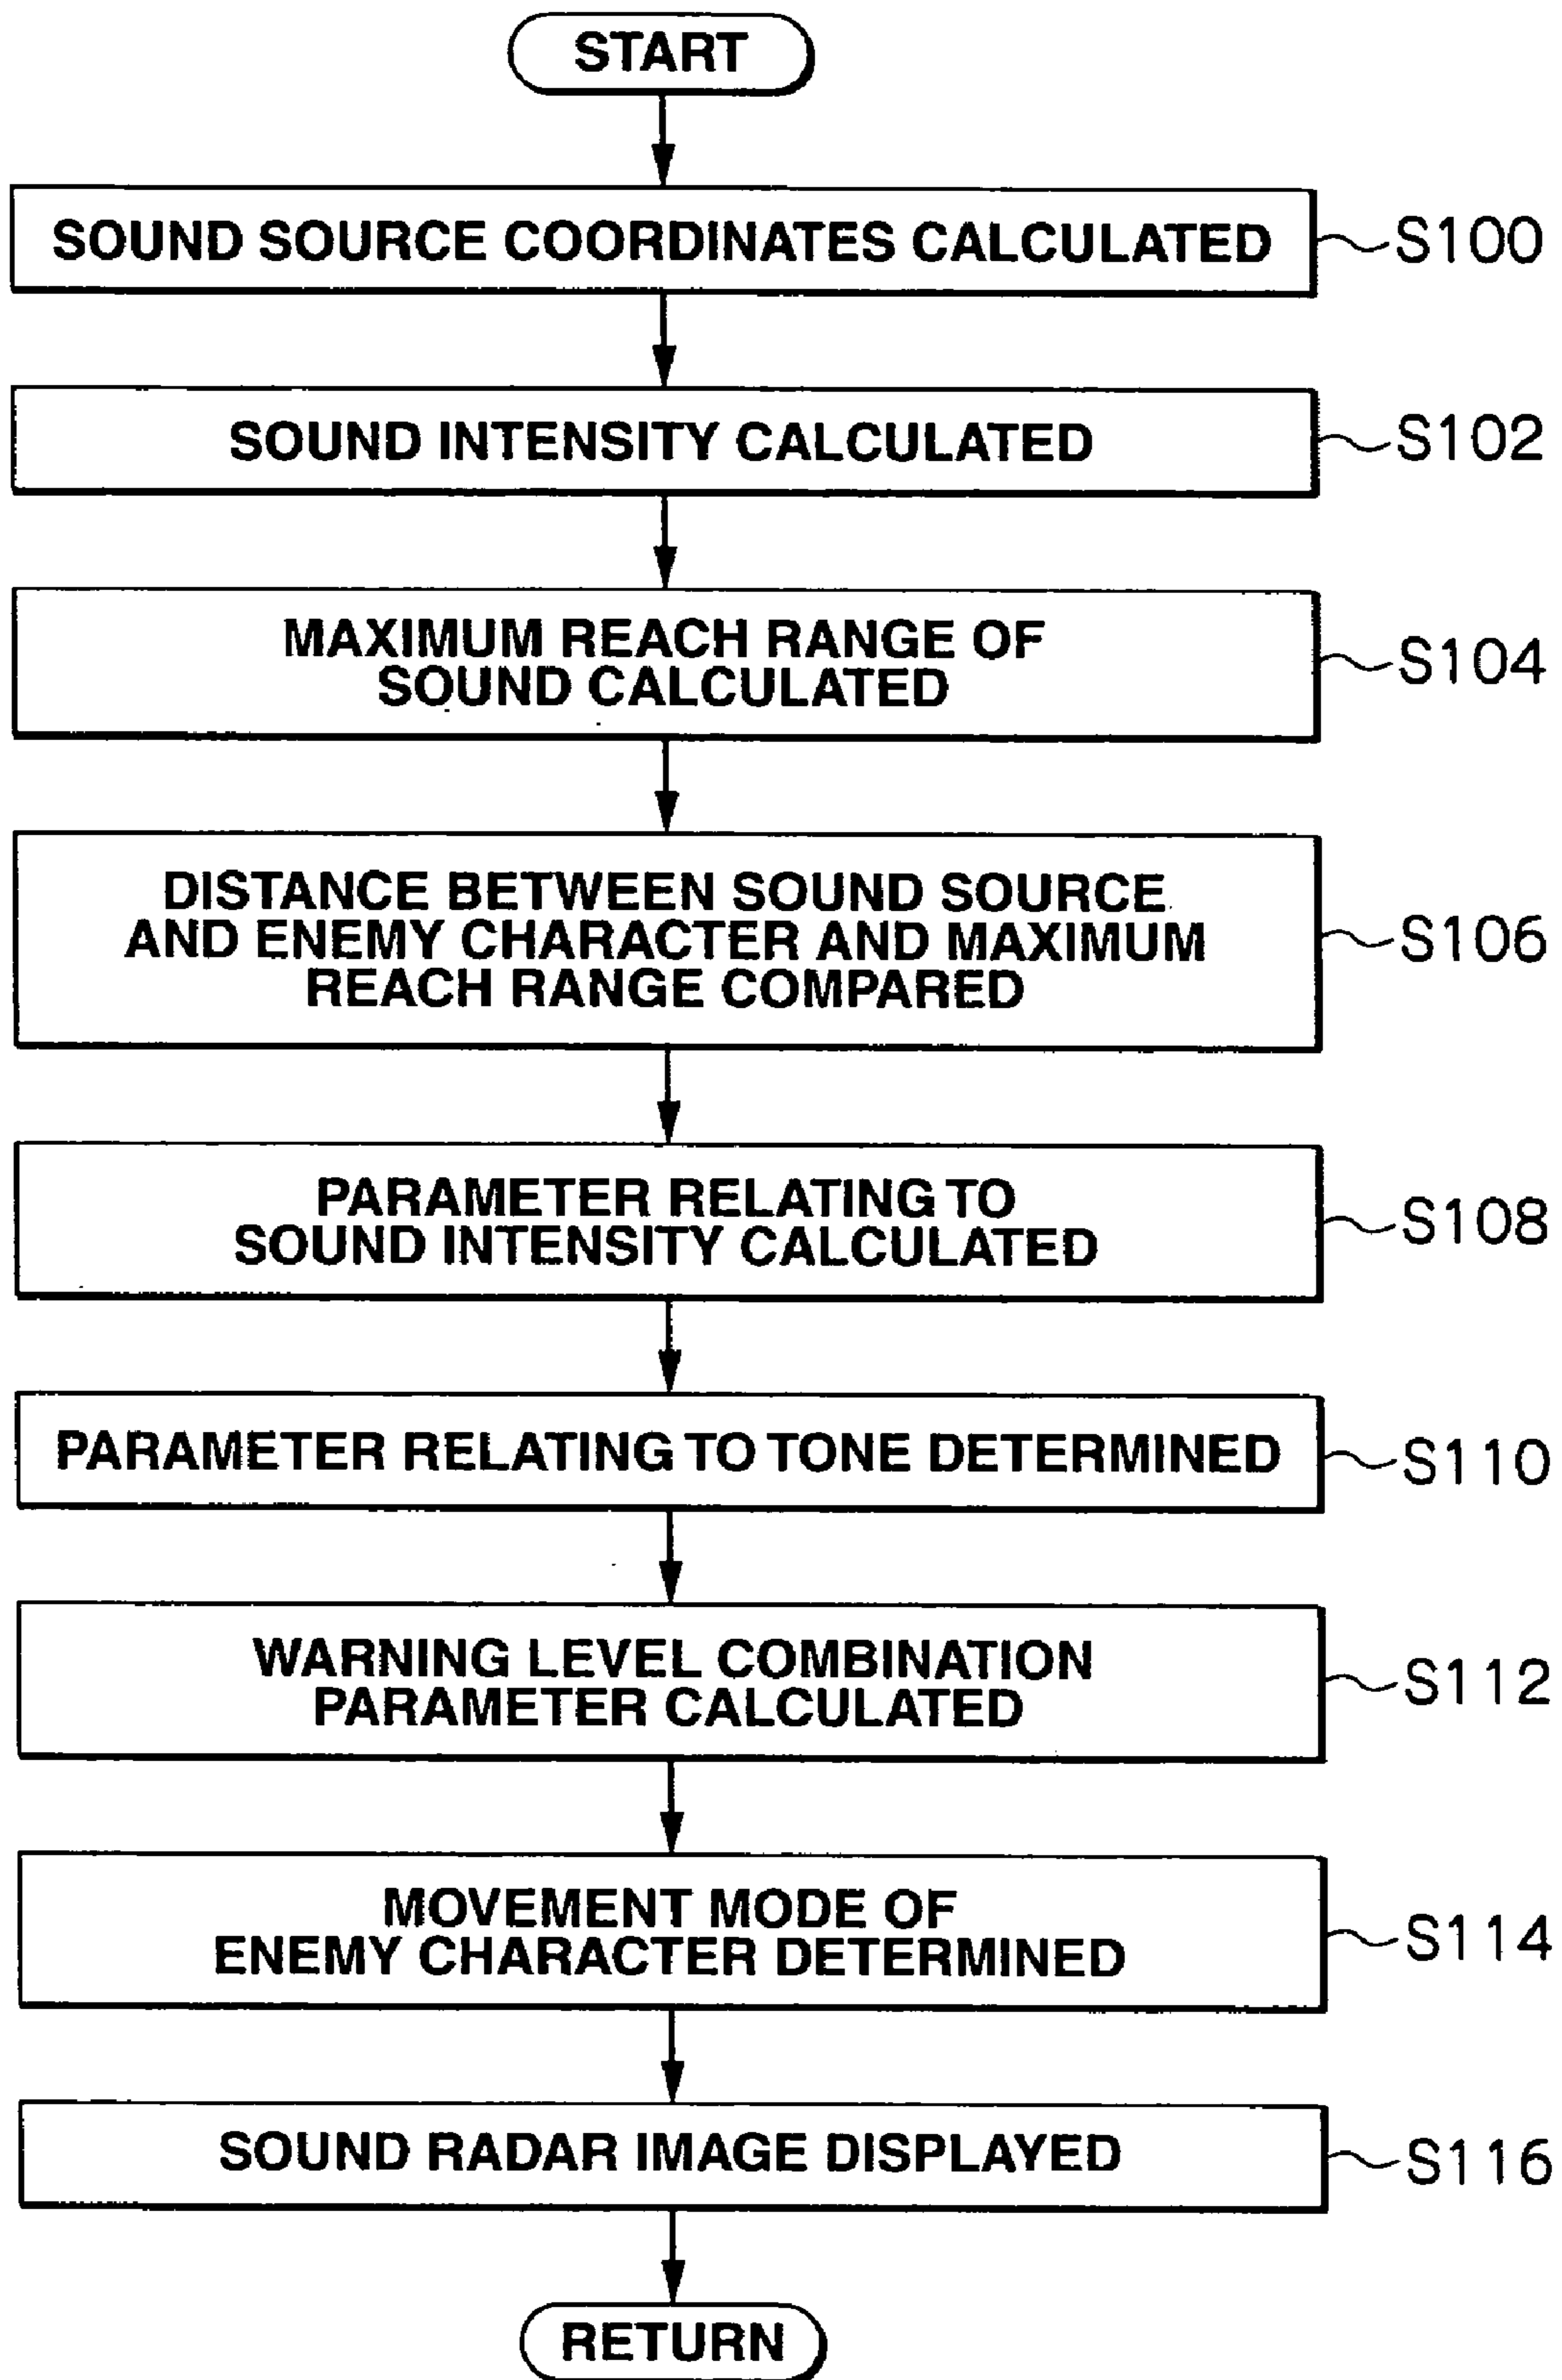 START
SOUND SOURCE COORDINATES CALCULATED
S100
SOUND INTENSITY CALCULATED
S102
MAXIMUM REACH RANGE OF
SOUND CALCULATED
S104
DISTANCE BETWEEN SOUND SOURCE
AND ENEMY CHARACTER AND MAXIMUM
REACH RANGE COMPARED
S106
PARAMETER RELATING TO
SOUND INTENSITY CALCULATED
S108
PARAMETER RELATING TO TONE DETERMINED
S110
WARNING LEVEL COMBINATION
PARAMETER CALCULATED
S112
MOVEMENT MODE OF
ENEMY CHARACTER DETERMINED
S114
SOUND RADAR IMAGE DISPLAYED
S116
RETURN